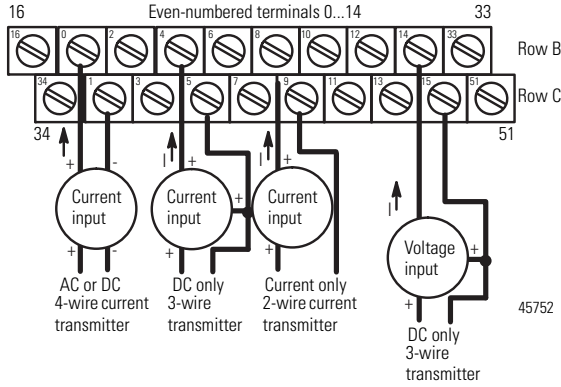 16 Even-numbered terminals 0...14 33
16 0 2 4 6 8 10 12 14 33
Row B
34 1 3 5 7 9 11 13 15 51
Row C
34 51
+ - I + I + I
Current input
Current input +
Current input
Voltage input +
+ - + + +
AC or DC
4-wire current
transmitter
DC only
3-wire
transmitter
Current only
2-wire current
transmitter
45752
DC only
3-wire
transmitter